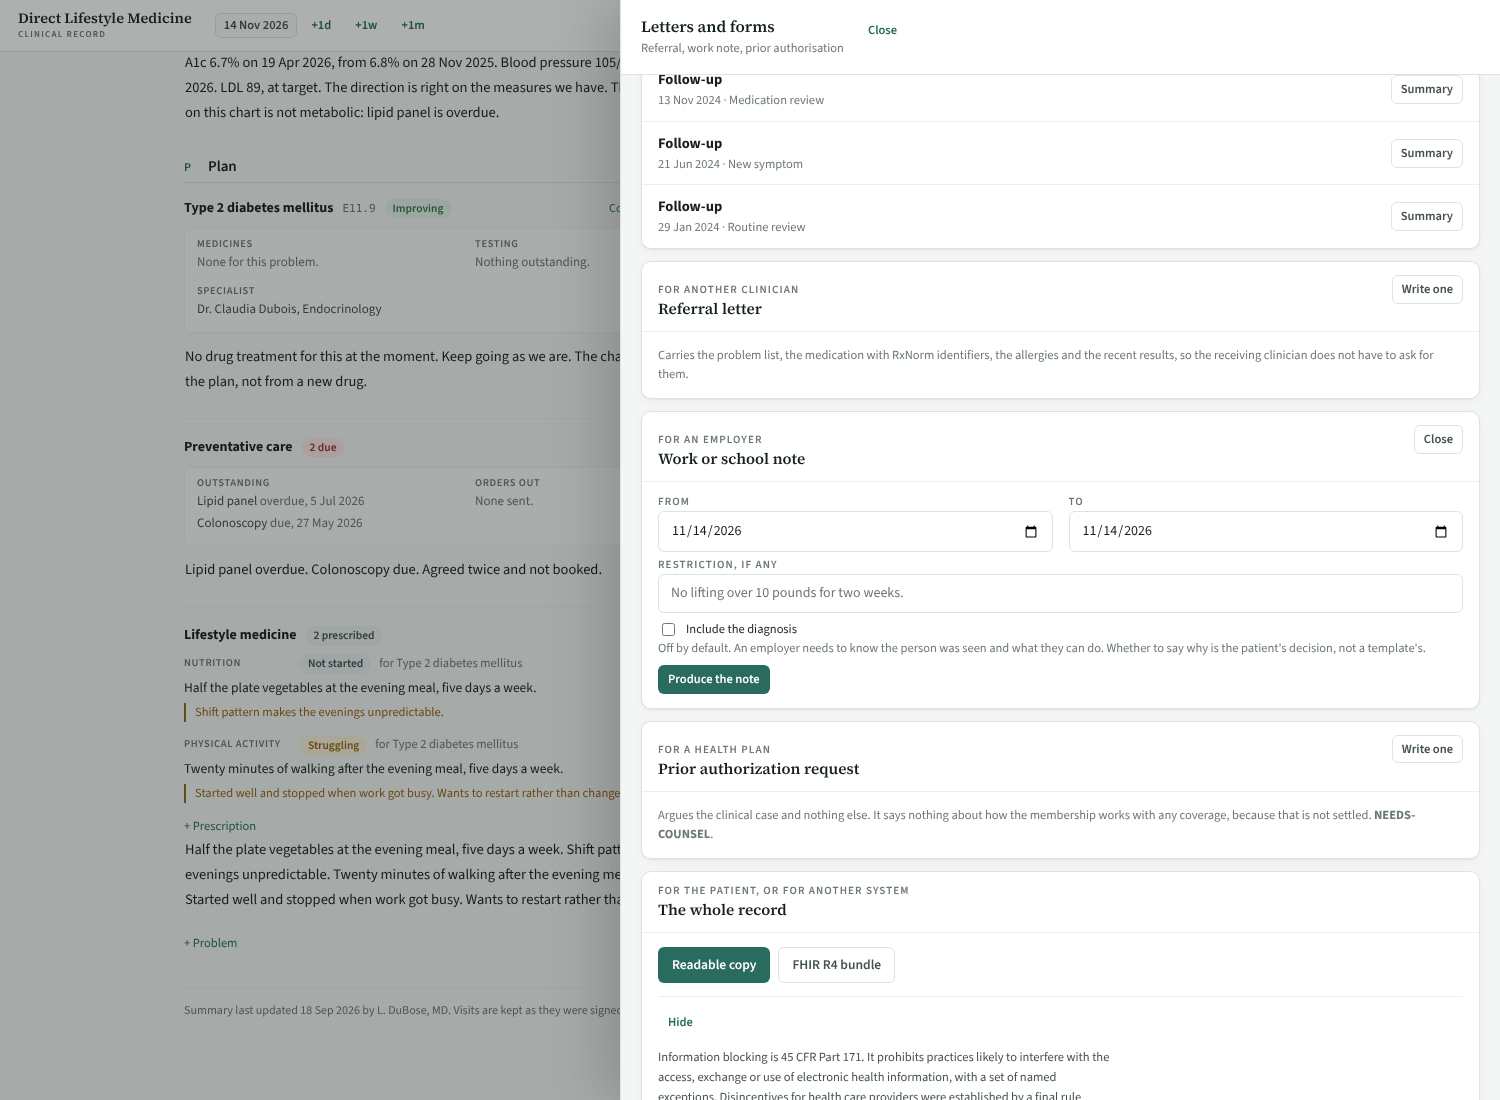 Direct Lifestyle Medicine
CLINICAL RECORD
14 Nov 2026
+1d
+1w
+1m
A1c 6.7% on 19 Apr 2026, from 6.8% on 28 Nov 2025. Blood pressure 105/
2026. LDL 89, at target. The direction is right on the measures we have. T
on this chart is not metabolic: lipid panel is overdue.
P Plan
Type 2 diabetes mellitus E11.9 Improving
MEDICINES
None for this problem.
TESTING
Nothing outstanding.
SPECIALIST
Dr. Claudia Dubois, Endocrinology
No drug treatment for this at the moment. Keep going as we are. The cha
the plan, not from a new drug.
Preventative care 2 due
OUTSTANDING
Lipid panel overdue, 5 Jul 2026
Colonoscopy due, 27 May 2026
ORDERS OUT
None sent.
Lipid panel overdue. Colonoscopy due. Agreed twice and not booked.
Lifestyle medicine 2 prescribed
NUTRITION Not started for Type 2 diabetes mellitus
Half the plate vegetables at the evening meal, five days a week.
Shift pattern makes the evenings unpredictable.
PHYSICAL ACTIVITY Struggling for Type 2 diabetes mellitus
Twenty minutes of walking after the evening meal, five days a week.
Started well and stopped when work got busy. Wants to restart rather than change
+ Prescription
Half the plate vegetables at the evening meal, five days a week. Shift patt
evenings unpredictable. Twenty minutes of walking after the evening me
Started well and stopped when work got busy. Wants to restart rather tha
+ Problem
Summary last updated 18 Sep 2026 by L. DuBose, MD. Visits are kept as they were signed
Letters and forms
Referral, work note, prior authorisation
Close
Follow-up
13 Nov 2024 · Medication review
Summary
Follow-up
21 Jun 2024 · New symptom
Summary
Follow-up
29 Jan 2024 · Routine review
Summary
FOR ANOTHER CLINICIAN
Referral letter
Write one
Carries the problem list, the medication with RxNorm identifiers, the allergies and the recent results, so the receiving clinician does not have to ask for
them.
FOR AN EMPLOYER
Work or school note
Close
FROM
11/14/2026
TO
11/14/2026
RESTRICTION, IF ANY
No lifting over 10 pounds for two weeks.
Include the diagnosis
Off by default. An employer needs to know the person was seen and what they can do. Whether to say why is the patient's decision, not a template's.
Produce the note
FOR A HEALTH PLAN
Prior authorization request
Write one
Argues the clinical case and nothing else. It says nothing about how the membership works with any coverage, because that is not settled. NEEDS-
COUNSEL.
FOR THE PATIENT, OR FOR ANOTHER SYSTEM
The whole record
Readable copy
FHIR R4 bundle
Hide
Information blocking is 45 CFR Part 171. It prohibits practices likely to interfere with the
access, exchange or use of electronic health information, with a set of named
exceptions. Disincentives for health care providers were established by a final rule